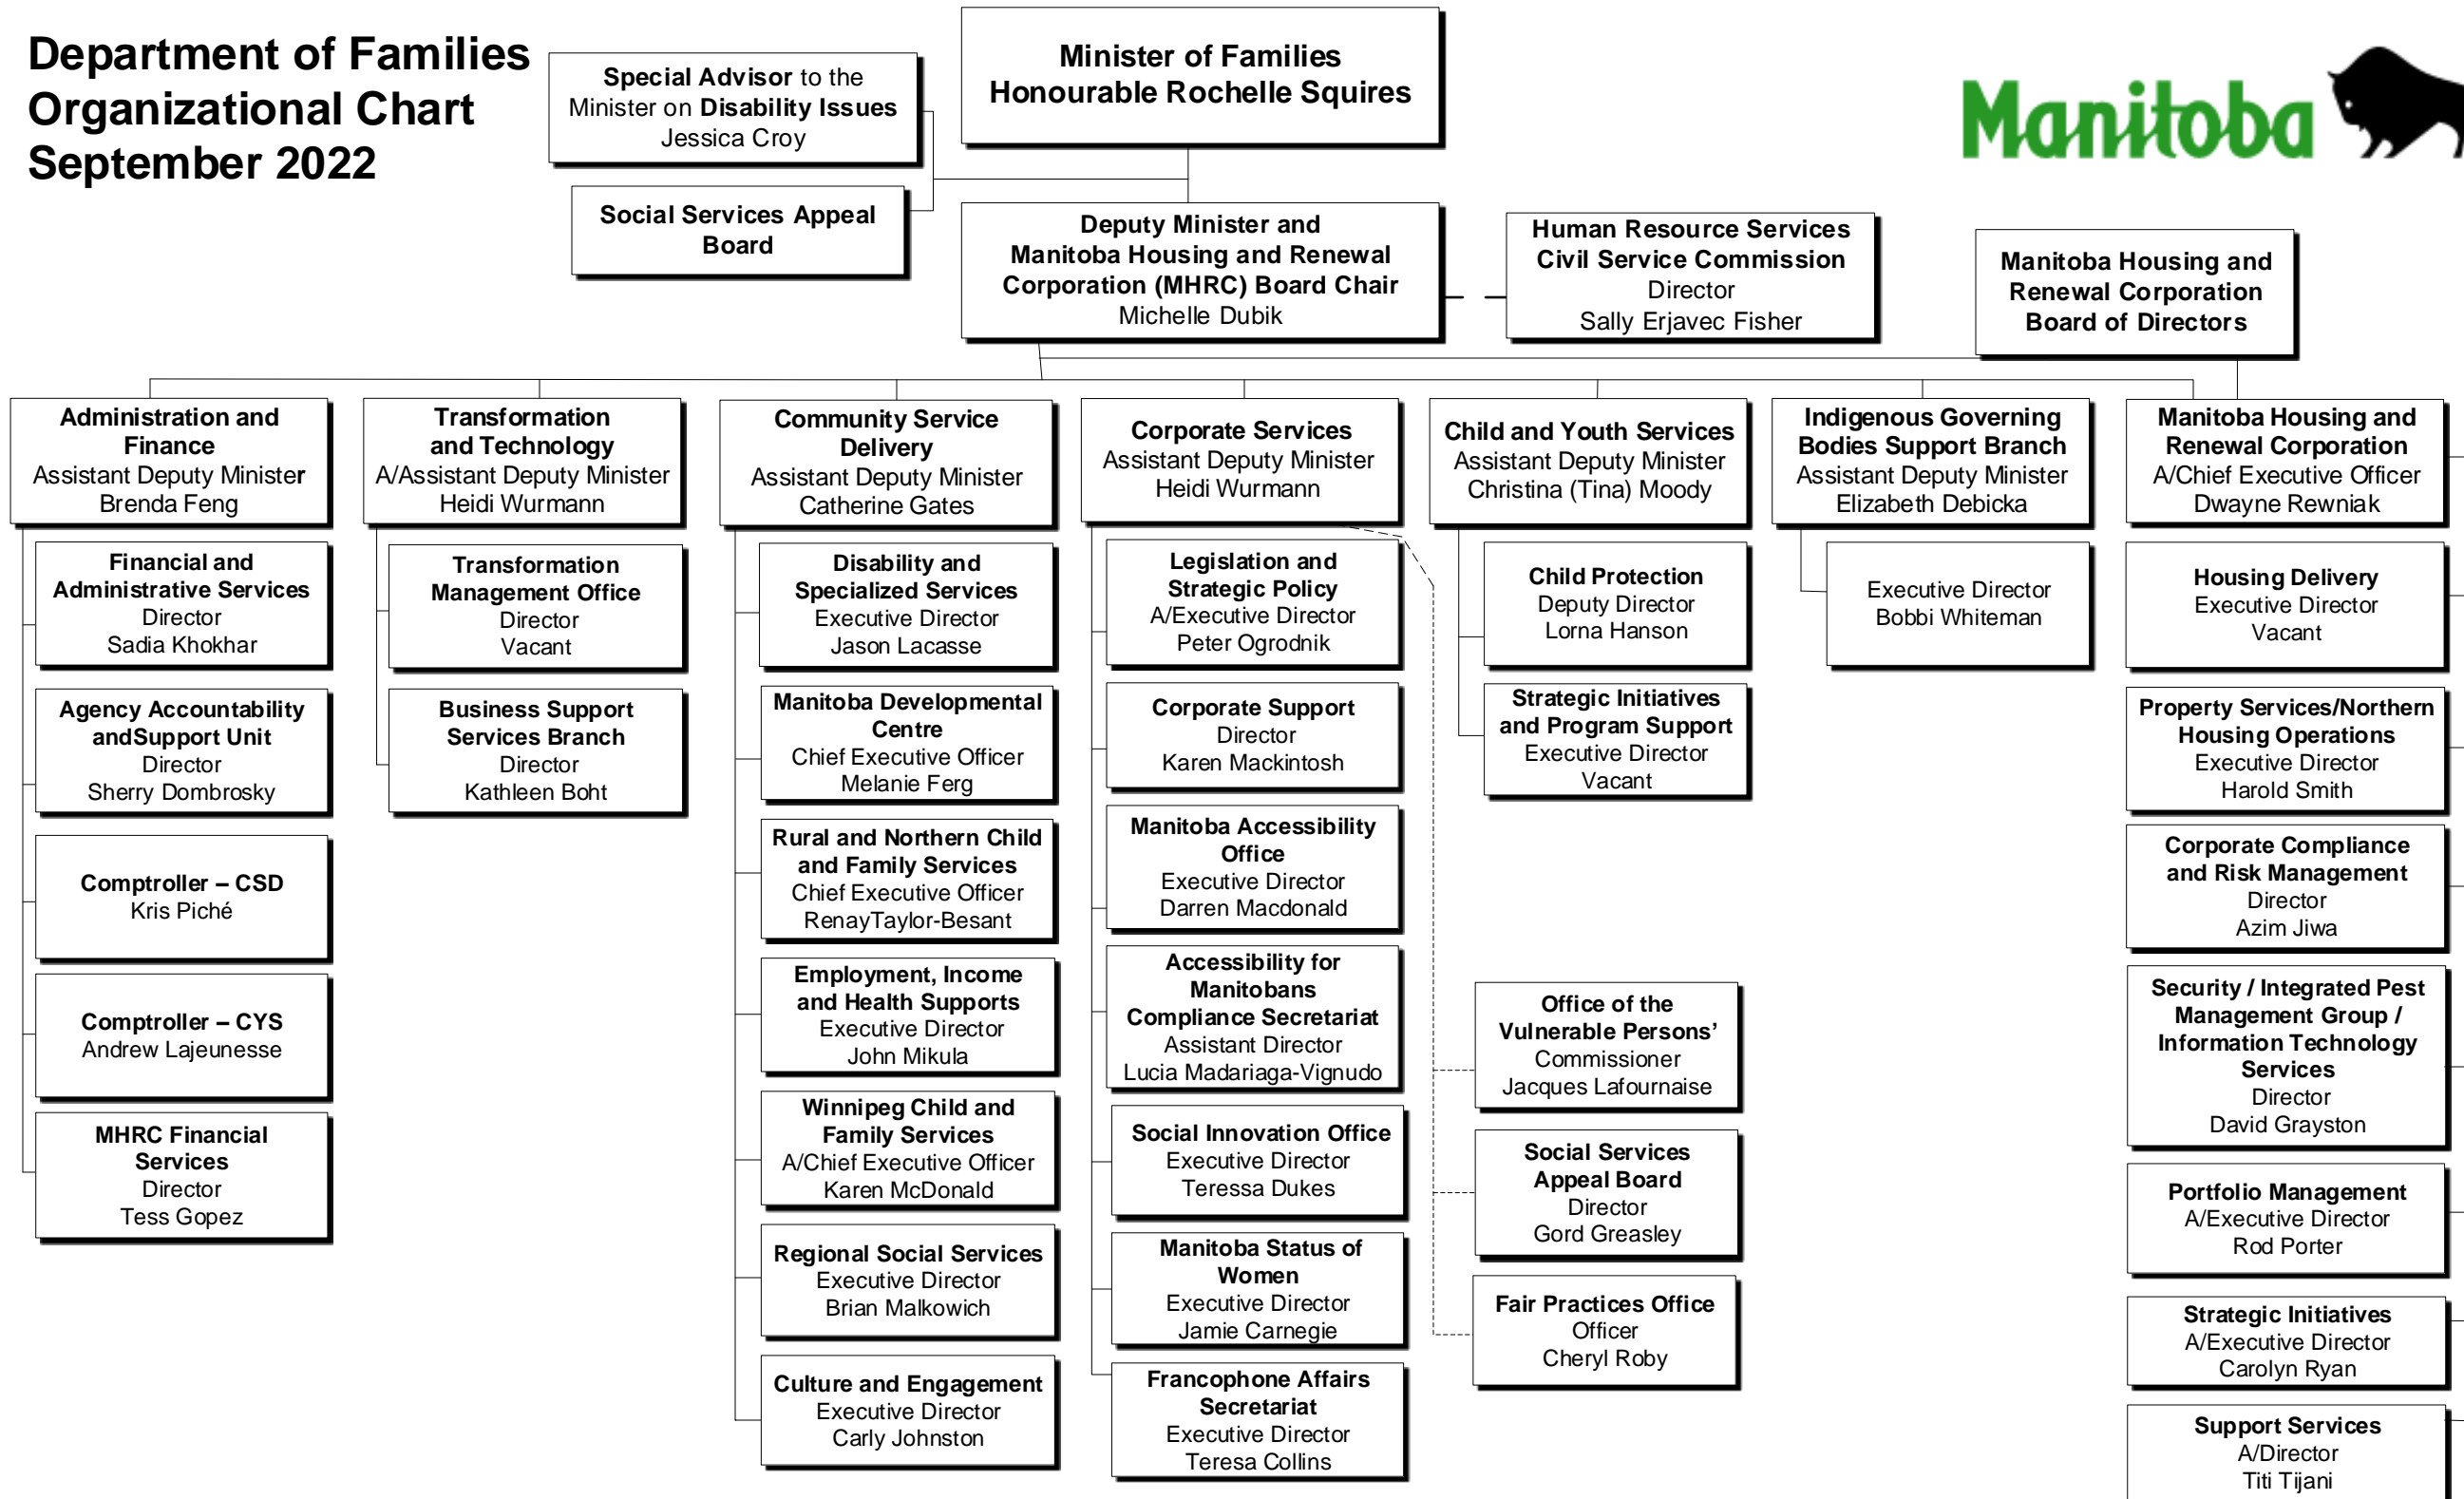 Department of Families
Organizational Chart
September 2022
Special Advisor to the
Minister on Disability Issues
Jessica Croy
Social Services Appeal
Board
Minister of Families
Honourable Rochelle Squires
Manitoba
Deputy Minister and
Manitoba Housing and Renewal
Corporation (MHRC) Board Chair
Michelle Dubik
Human Resource Services
Civil Service Commission
Director
Sally Erjavec Fisher
Manitoba Housing and
Renewal Corporation
Board of Directors
Administration and
Finance
Assistant Deputy Minister
Brenda Feng
Financial and
Administrative Services
Director
Sadia Khokhar
Agency Accountability
andSupport Unit
Director
Sherry Dombrosky
Comptroller – CSD
Kris Piché
Comptroller – CYS
Andrew Lajeunesse
MHRC Financial
Services
Director
Tess Gopez
Transformation
and Technology
A/Assistant Deputy Minister
Heidi Wurmann
Transformation
Management Office
Director
Vacant
Business Support
Services Branch
Director
Kathleen Boht
Community Service
Delivery
Assistant Deputy Minister
Catherine Gates
Disability and
Specialized Services
Executive Director
Jason Lacasse
Manitoba Developmental
Centre
Chief Executive Officer
Melanie Ferg
Rural and Northern Child
and Family Services
Chief Executive Officer
RenayTaylor-Besant
Employment, Income
and Health Supports
Executive Director
John Mikula
Winnipeg Child and
Family Services
A/Chief Executive Officer
Karen McDonald
Regional Social Services
Executive Director
Brian Malkowich
Culture and Engagement
Executive Director
Carly Johnston
Corporate Services
Assistant Deputy Minister
Heidi Wurmann
Legislation and
Strategic Policy
A/Executive Director
Peter Ogrodnik
Corporate Support
Director
Karen Mackintosh
Manitoba Accessibility
Office
Executive Director
Darren Macdonald
Accessibility for
Manitobans
Compliance Secretariat
Assistant Director
Lucia Madariaga-Vignudo
Social Innovation Office
Executive Director
Teressa Dukes
Manitoba Status of
Women
Executive Director
Jamie Carnegie
Francophone Affairs
Secretariat
Executive Director
Teresa Collins
Child and Youth Services
Assistant Deputy Minister
Christina (Tina) Moody
Child Protection
Deputy Director
Lorna Hanson
Strategic Initiatives
and Program Support
Executive Director
Vacant
Office of the
Vulnerable Persons’
Commissioner
Jacques Lafournaise
Social Services
Appeal Board
Director
Gord Greasley
Fair Practices Office
Officer
Cheryl Roby
Indigenous Governing
Bodies Support Branch
Assistant Deputy Minister
Elizabeth Debicka
Executive Director
Bobbi Whiteman
Manitoba Housing and
Renewal Corporation
A/Chief Executive Officer
Dwayne Rewniak
Housing Delivery
Executive Director
Vacant
Property Services/Northern
Housing Operations
Executive Director
Harold Smith
Corporate Compliance
and Risk Management
Director
Azim Jiwa
Security / Integrated Pest
Management Group /
Information Technology
Services
Director
David Grayston
Portfolio Management
A/Executive Director
Rod Porter
Strategic Initiatives
A/Executive Director
Carolyn Ryan
Support Services
A/Director
Titi Tijani